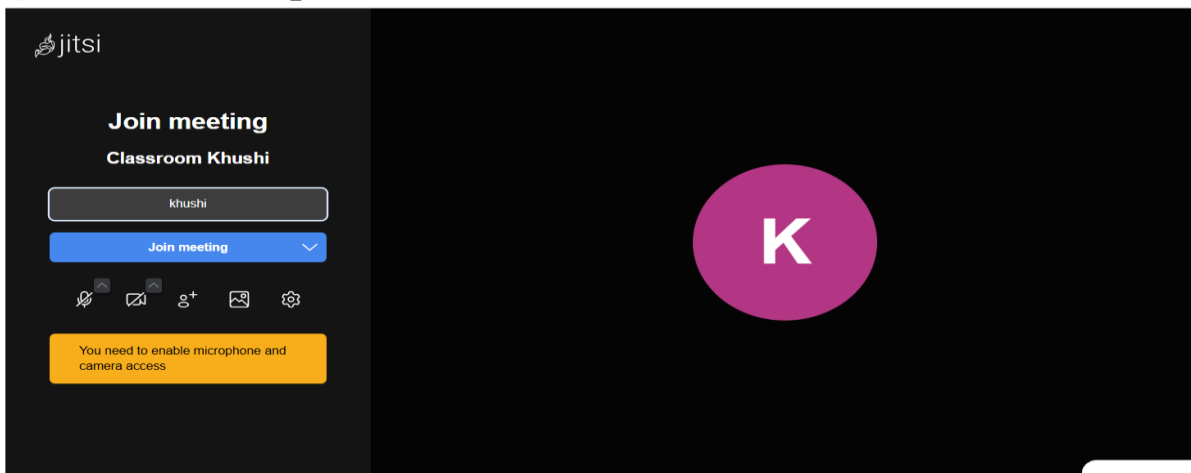 jitsi
Join meeting
Classroom Khushi
khushi
Join meeting
You need to enable microphone and
camera access
K